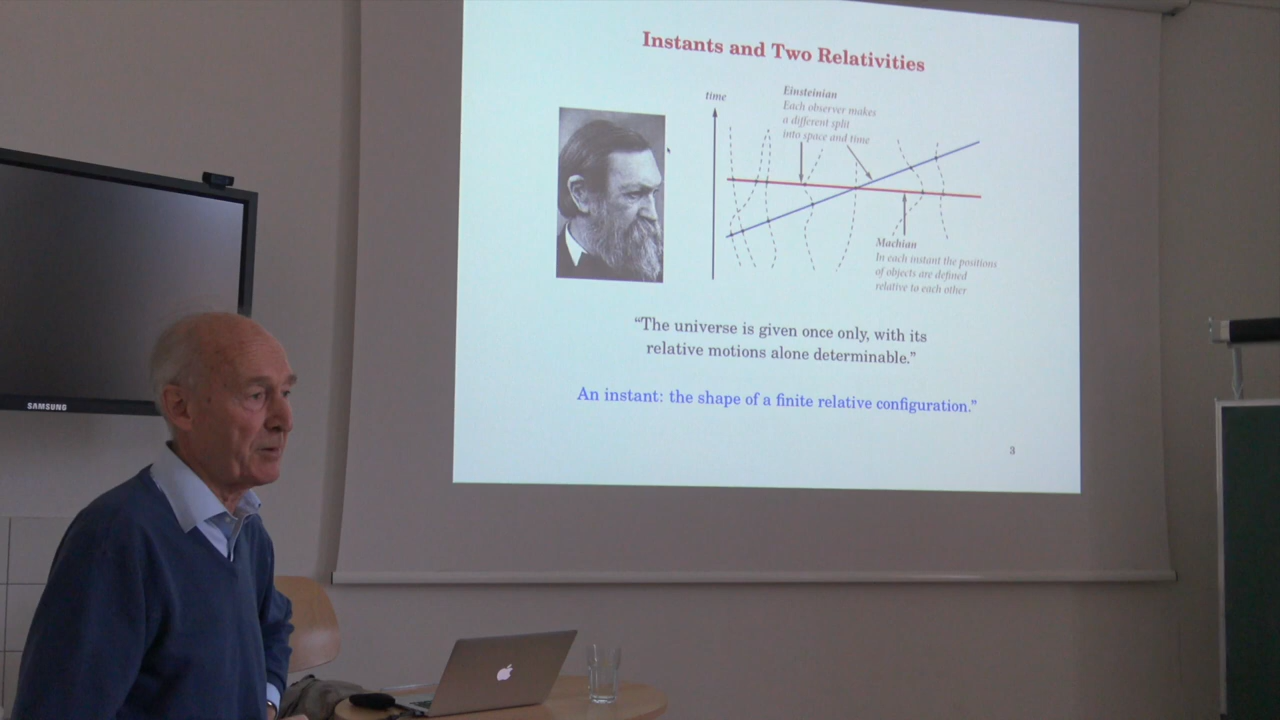 Instants and Two Relativities
time
Einsteinian
Each observer makes
a different split
into space and time
Machian
In each instant the positions
of objects are defined
relative to each other
“The universe is given once only, with its
relative motions alone determinable.”
An instant: the shape of a finite relative configuration.”
3
SAMSUNG